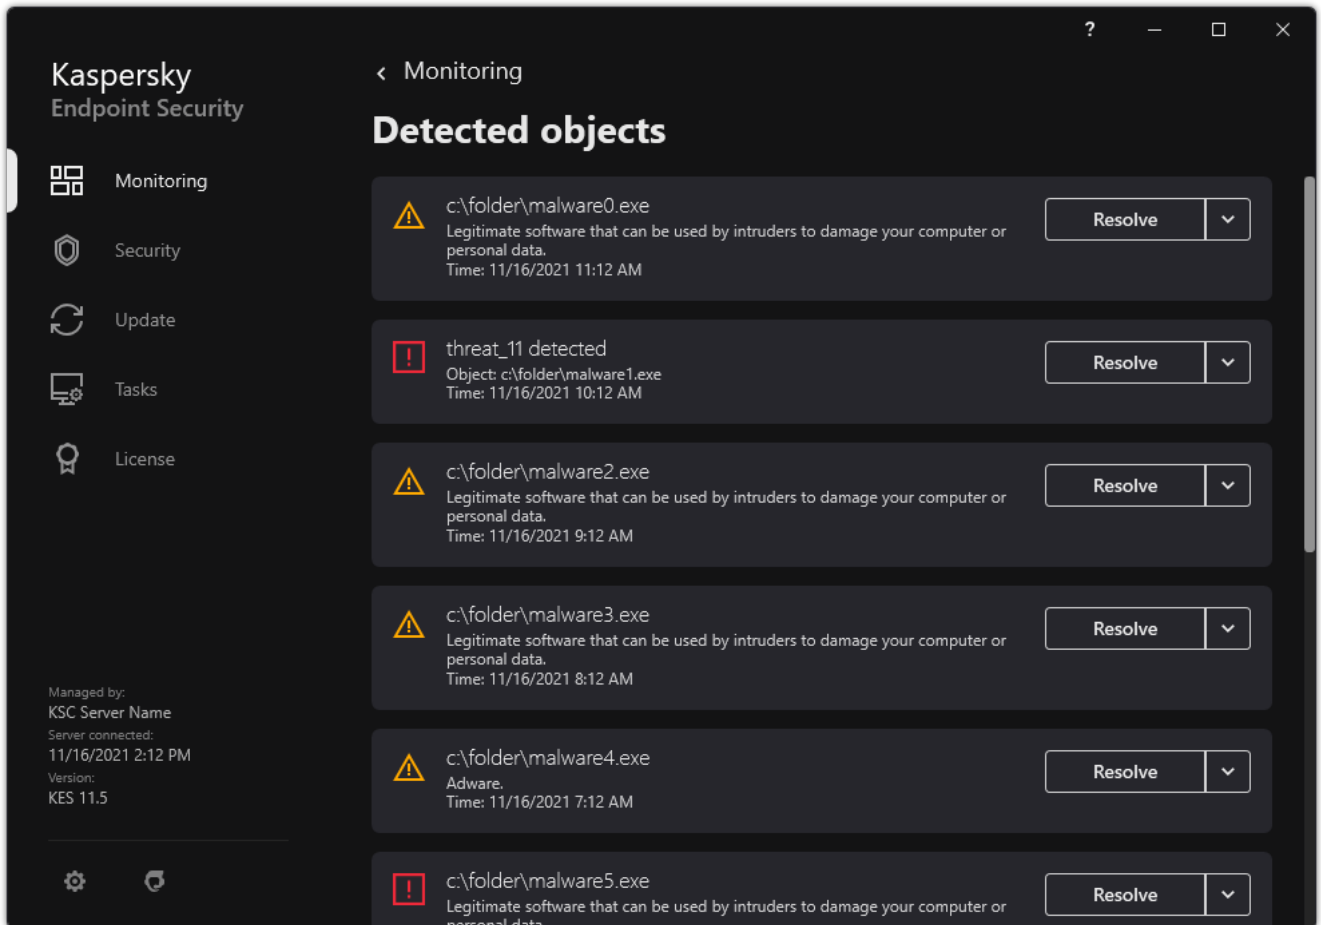 ?
Kaspersky
Endpoint Security
Monitoring
Security
Update
Tasks
License
Managed by:
KSC Server Name
Server connected:
11/16/2021 2:12 PM
Version:
KES 11.5
Monitoring
Detected objects
c:\folder\malware0.exe
Legitimate software that can be used by intruders to damage your computer or
personal data.
Time: 11/16/2021 11:12 AM
Resolve
threat_11 detected
Object: c:\folder\malware1.exe
Time: 11/16/2021 10:12 AM
Resolve
c:\folder\malware2.exe
Legitimate software that can be used by intruders to damage your computer or
personal data.
Time: 11/16/2021 9:12 AM
Resolve
c:\folder\malware3.exe
Legitimate software that can be used by intruders to damage your computer or
personal data.
Time: 11/16/2021 8:12 AM
Resolve
c:\folder\malware4.exe
Adware.
Time: 11/16/2021 7:12 AM
Resolve
c:\folder\malware5.exe
Legitimate software that can be used by intruders to damage your computer or
personal data
Resolve